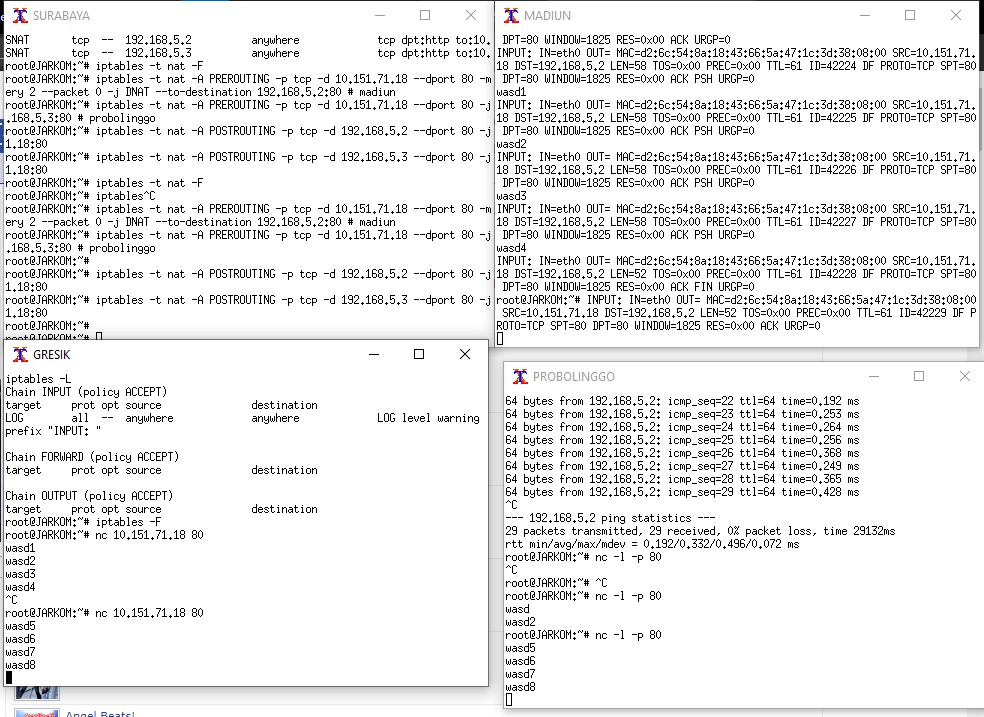 SURABAYA
SNAT       tcp  --  192.168.5.2          anywhere            tcp dpt:http to:10.
SNAT       tcp  --  192.168.5.3          anywhere            tcp dpt:http to:10.
root@JARKOM:~# iptables -t nat -F
root@JARKOM:~# iptables -t nat -A PREROUTING -p tcp -d 10.151.71.18 --dport 80 -m
ery 2 --packet 0 -j DNAT --to-destination 192.168.5.2:80 # madiun
root@JARKOM:~# iptables -t nat -A PREROUTING -p tcp -d 10.151.71.18 --dport 80 -j
.168.5.3:80 # probolinggo
root@JARKOM:~# iptables -t nat -A POSTROUTING -p tcp -d 192.168.5.2 --dport 80 -j
1.18:80
root@JARKOM:~# iptables -t nat -A POSTROUTING -p tcp -d 192.168.5.3 --dport 80 -j
1.18:80
root@JARKOM:~# iptables -t nat -F
root@JARKOM:~# iptables^C
root@JARKOM:~# iptables -t nat -A PREROUTING -p tcp -d 10.151.71.18 --dport 80 -m
ery 2 --packet 0 -j DNAT --to-destination 192.168.5.2:80 # madiun
root@JARKOM:~# iptables -t nat -A PREROUTING -p tcp -d 10.151.71.18 --dport 80 -j
.168.5.3:80 # probolinggo
root@JARKOM:~#
root@JARKOM:~# iptables -t nat -A POSTROUTING -p tcp -d 192.168.5.2 --dport 80 -j
1.18:80
root@JARKOM:~# iptables -t nat -A POSTROUTING -p tcp -d 192.168.5.3 --dport 80 -j
1.18:80
root@JARKOM:~#
root@JARKOM:~#
MADIUN
DPT=80 WINDOW=1825 RES=0x00 ACK URGP=0
INPUT: IN=eth0 OUT= MAC=d2:6c:54:8a:18:43:66:5a:47:1c:3d:38:08:00 SRC=10.151.71.
18 DST=192.168.5.2 LEN=58 TOS=0x00 PREC=0x00 TTL=61 ID=42224 DF PROTO=TCP SPT=80
DPT=80 WINDOW=1825 RES=0x00 ACK PSH URGP=0
wasd1
INPUT: IN=eth0 OUT= MAC=d2:6c:54:8a:18:43:66:5a:47:1c:3d:38:08:00 SRC=10.151.71.
18 DST=192.168.5.2 LEN=58 TOS=0x00 PREC=0x00 TTL=61 ID=42225 DF PROTO=TCP SPT=80
DPT=80 WINDOW=1825 RES=0x00 ACK PSH URGP=0
wasd2
INPUT: IN=eth0 OUT= MAC=d2:6c:54:8a:18:43:66:5a:47:1c:3d:38:08:00 SRC=10.151.71.
18 DST=192.168.5.2 LEN=58 TOS=0x00 PREC=0x00 TTL=61 ID=42226 DF PROTO=TCP SPT=80
DPT=80 WINDOW=1825 RES=0x00 ACK PSH URGP=0
wasd3
INPUT: IN=eth0 OUT= MAC=d2:6c:54:8a:18:43:66:5a:47:1c:3d:38:08:00 SRC=10.151.71.
18 DST=192.168.5.2 LEN=58 TOS=0x00 PREC=0x00 TTL=61 ID=42227 DF PROTO=TCP SPT=80
DPT=80 WINDOW=1825 RES=0x00 ACK PSH URGP=0
wasd4
INPUT: IN=eth0 OUT= MAC=d2:6c:54:8a:18:43:66:5a:47:1c:3d:38:08:00 SRC=10.151.71.
18 DST=192.168.5.2 LEN=52 TOS=0x00 PREC=0x00 TTL=61 ID=42228 DF PROTO=TCP SPT=80
DPT=80 WINDOW=1825 RES=0x00 ACK FIN URGP=0
root@JARKOM:~# INPUT: IN=eth0 OUT= MAC=d2:6c:54:8a:18:43:66:5a:47:1c:3d:38:08:00
SRC=10.151.71.18 DST=192.168.5.2 LEN=52 TOS=0x00 PREC=0x00 TTL=61 ID=42229 DF P
ROTO=TCP SPT=80 DPT=80 WINDOW=1825 RES=0x00 ACK URGP=0
GRESIK
iptables -L
Chain INPUT (policy ACCEPT)
target     prot opt source               destination
LOG        all  --  anywhere             anywhere            LOG level warning
prefix "INPUT: "
Chain FORWARD (policy ACCEPT)
target     prot opt source               destination
Chain OUTPUT (policy ACCEPT)
target     prot opt source               destination
root@JARKOM:~# iptables -F
root@JARKOM:~# nc 10.151.71.18 80
wasd1
wasd2
wasd3
wasd4
^C
root@JARKOM:~# nc 10.151.71.18 80
wasd5
wasd6
wasd7
wasd8
PROBOLINGGO
64 bytes from 192.168.5.2: icmp_seq=22 ttl=64 time=0.192 ms
64 bytes from 192.168.5.2: icmp_seq=23 ttl=64 time=0.253 ms
64 bytes from 192.168.5.2: icmp_seq=24 ttl=64 time=0.264 ms
64 bytes from 192.168.5.2: icmp_seq=25 ttl=64 time=0.256 ms
64 bytes from 192.168.5.2: icmp_seq=26 ttl=64 time=0.368 ms
64 bytes from 192.168.5.2: icmp_seq=27 ttl=64 time=0.249 ms
64 bytes from 192.168.5.2: icmp_seq=28 ttl=64 time=0.365 ms
64 bytes from 192.168.5.2: icmp_seq=29 ttl=64 time=0.428 ms
^C
--- 192.168.5.2 ping statistics ---
29 packets transmitted, 29 received, 0% packet loss, time 29132ms
rtt min/avg/max/mdev = 0.192/0.332/0.496/0.072 ms
root@JARKOM:~# nc -l -p 80
^C
root@JARKOM:~# ^C
root@JARKOM:~# nc -l -p 80
wasd
wasd2
root@JARKOM:~# nc -l -p 80
wasd5
wasd6
wasd7
wasd8
Angel Beats!